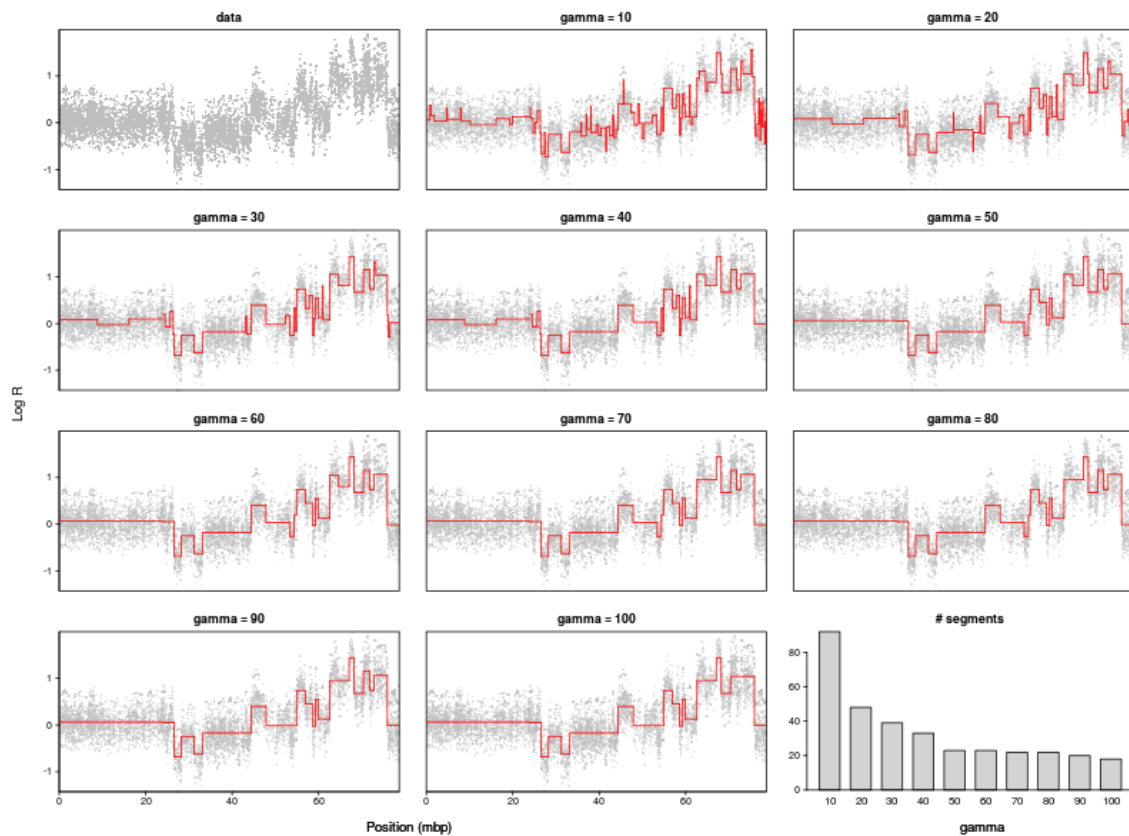 data
gamma = 10
gamma = 20
1
0
-1
gamma = 30
gamma = 40
gamma = 50
1
0
-1
Log R
gamma = 60
gamma = 70
gamma = 80
1
0
-1
gamma = 90
gamma = 100
# segments
1
0
-1
80
60
40
20
0
0 20 40 60
0 20 40 60
10 20 30 40 50 60 70 80 90 100
Position (mbp)
gamma